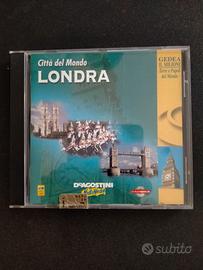 Città del Mondo
LONDRA
GEDEA
IL MILIONE
Terre e Popoli
del Mondo
DeAGOSTINI
subito